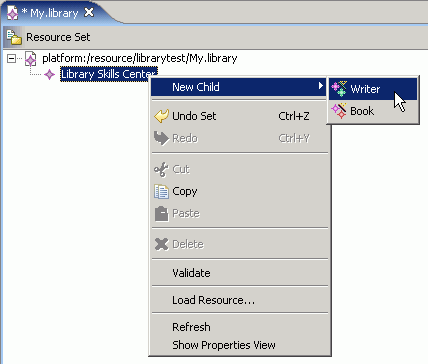 * My.library
Resource Set
platform:/resource/librarytest/My.library
Library Skills Center
New Child
Writer
Book
Undo Set Ctrl+Z
Redo Ctrl+Y
Cut
Copy
Paste
Delete
Validate
Load Resource...
Refresh
Show Properties View